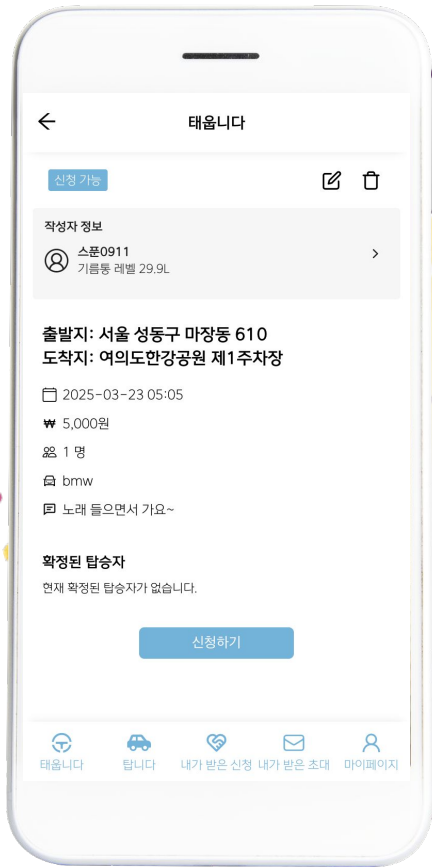 태웁니다
신청 가능
작성자 정보
스푼0911
기름통 레벨 29.9L
출발지: 서울 성동구 마장동 610
도착지: 여의도한강공원 제1주차장
2025-03-23 05:05
₩ 5,000원
1 명
bmw
노래 들으면서 가요~
확정된 탑승자
현재 확정된 탑승자가 없습니다.
신청하기
태웁니다 탑니다 내가 받은 신청 내가 받은 초대 마이페이지